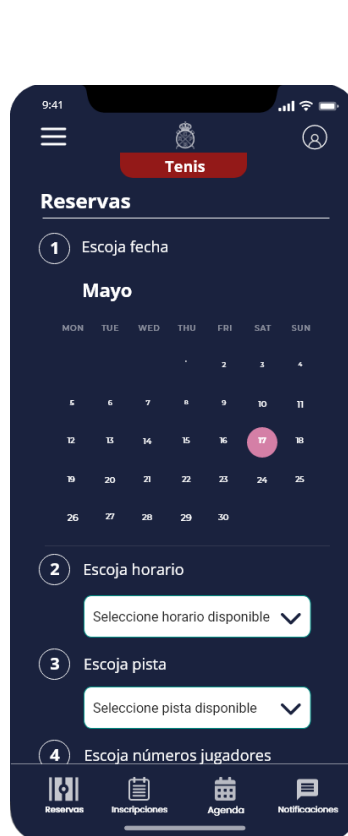 9:41
Tenis
Reservas
1 Escoja fecha
Mayo
MON TUE WED THU FRI SAT SUN
2 3 4
5 6 7 8 9 10 11
12 13 14 15 16 17 18
19 20 21 22 23 24 25
26 27 28 29 30
2 Escoja horario
Seleccione horario disponible
3 Escoja pista
Seleccione pista disponible
4 Escoja números jugadores
Reservas Inscripciones Agenda Notificaciones